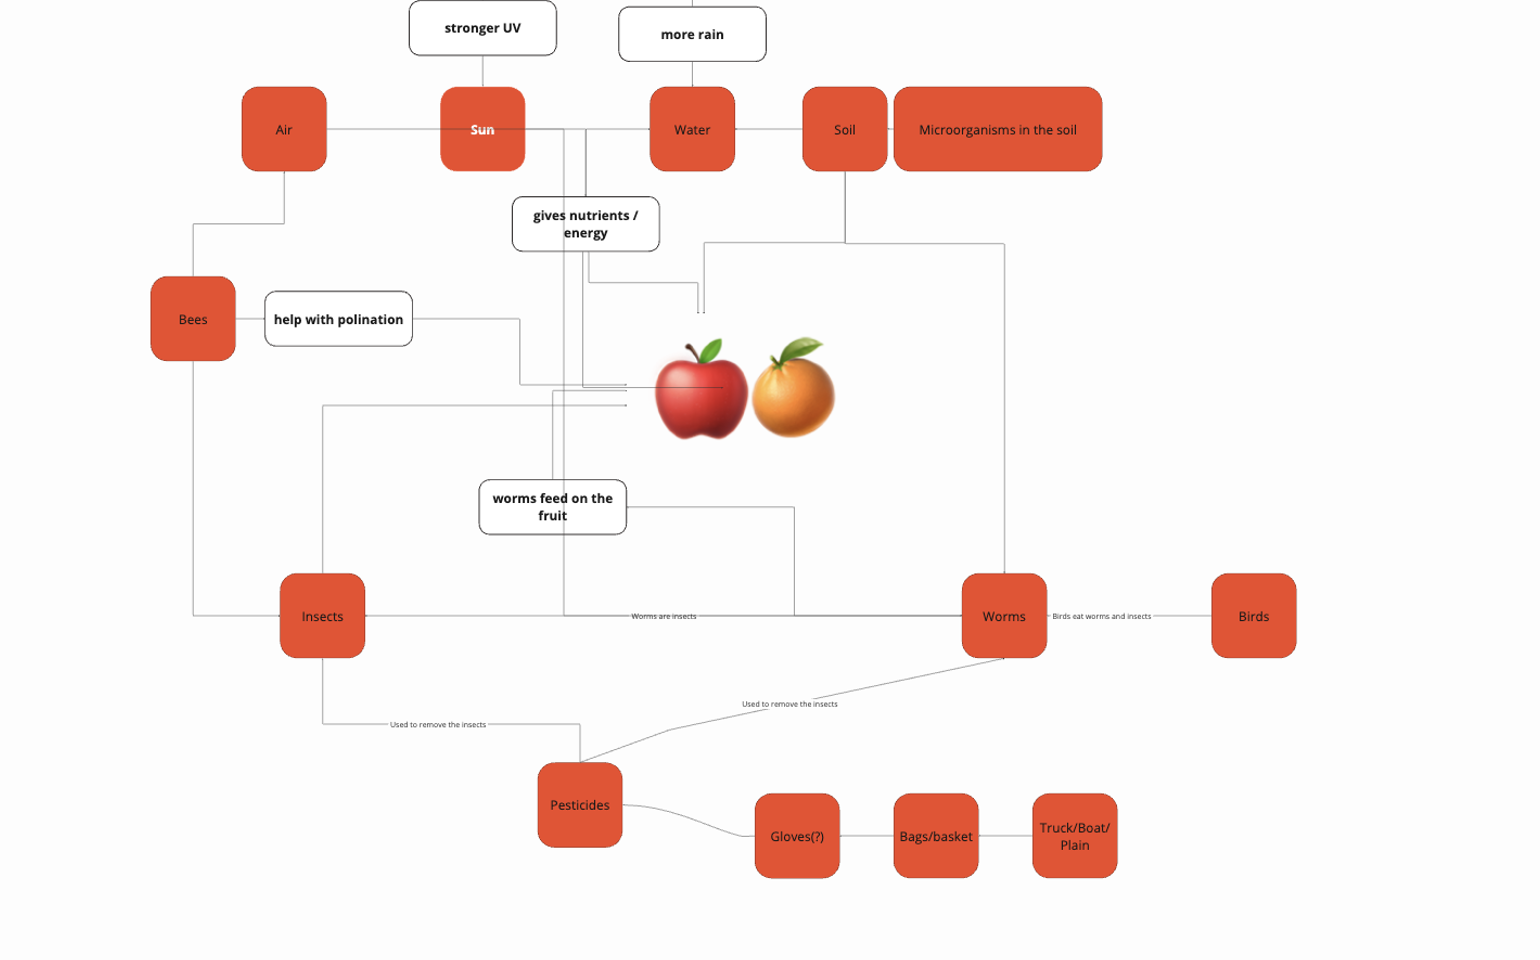 stronger UV
more rain
Air
Sun
Water
Soil
Microorganisms in the soil
gives nutrients /
energy
Bees
help with polination
worms feed on the
fruit
Insects
Worms are insects
Worms
Birds eat worms and insects
Birds
Used to remove the insects
Used to remove the insects
Pesticides
Gloves(?)
Bags/basket
Truck/Boat/
Plain